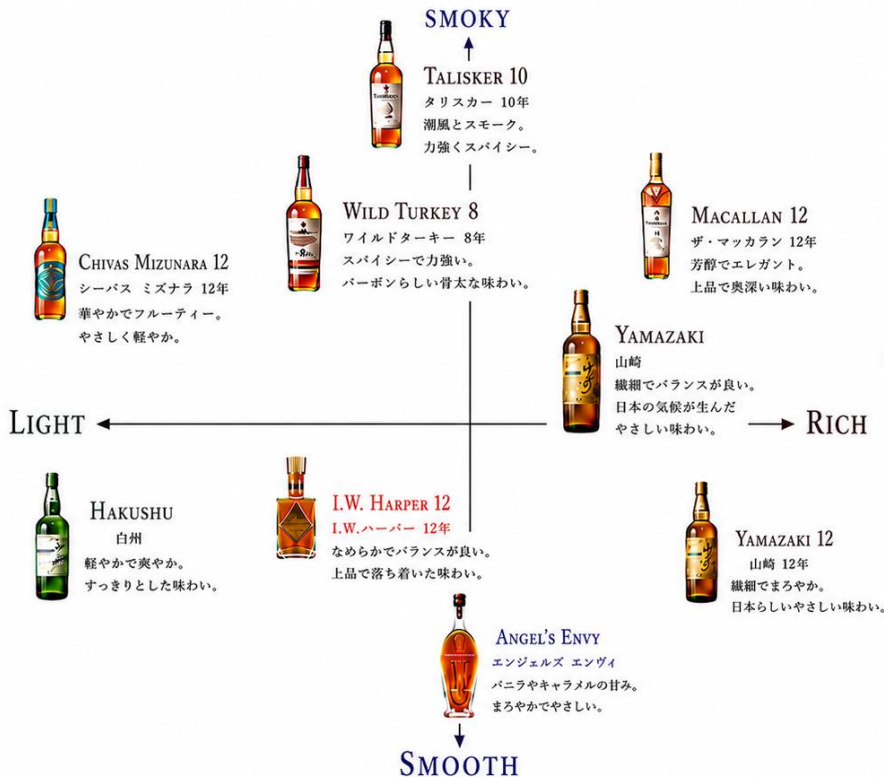 SMOKY
TALISKER 10
タリスカー 10年
潮風とスモーク。
力強くスパイシー。
WILD TURKEY 8
ワイルドターキー 8年
スパイシーで力強い。
バーボンらしい骨太な味わい。
MACALLAN 12
ザ・マッカラン 12年
芳醇でエレガント。
上品で奥深い味わい。
CHIVAS MIZUNARA 12
シーバス ミズナラ 12年
華やかでフルーティー。
やさしく軽やか。
YAMAZAKI
山崎
繊細でバランスが良い。
日本の気候が生んだ
やさしい味わい。
LIGHT
RICH
HAKUSHU
白州
軽やかで爽やか。
すっきりとした味わい。
I.W. HARPER 12
I.W.ハーパー 12年
なめらかでバランスが良い。
上品で落ち着いた味わい。
YAMAZAKI 12
山崎 12年
繊細でまろやか。
日本らしいやさしい味わい。
ANGEL'S ENVY
エンジェルズ エンヴィ
バニラやキャラメルの甘み。
まろやかでやさしい。
SMOOTH